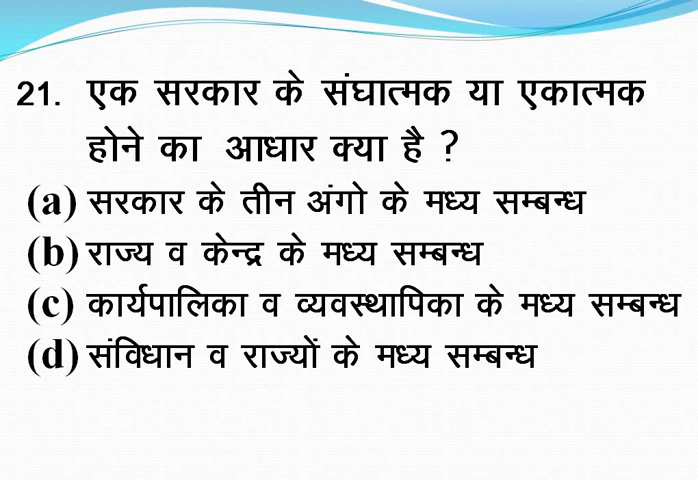 21. एक सरकार के संघात्मक या एकात्मक
होने का आधार क्या है ?
(a) सरकार के तीन अंगो के मध्य सम्बन्ध
(b) राज्य व केन्द्र के मध्य सम्बन्ध
(c) कार्यपालिका व व्यवस्थापिका के मध्य सम्बन्ध
(d) संविधान व राज्यों के मध्य सम्बन्ध